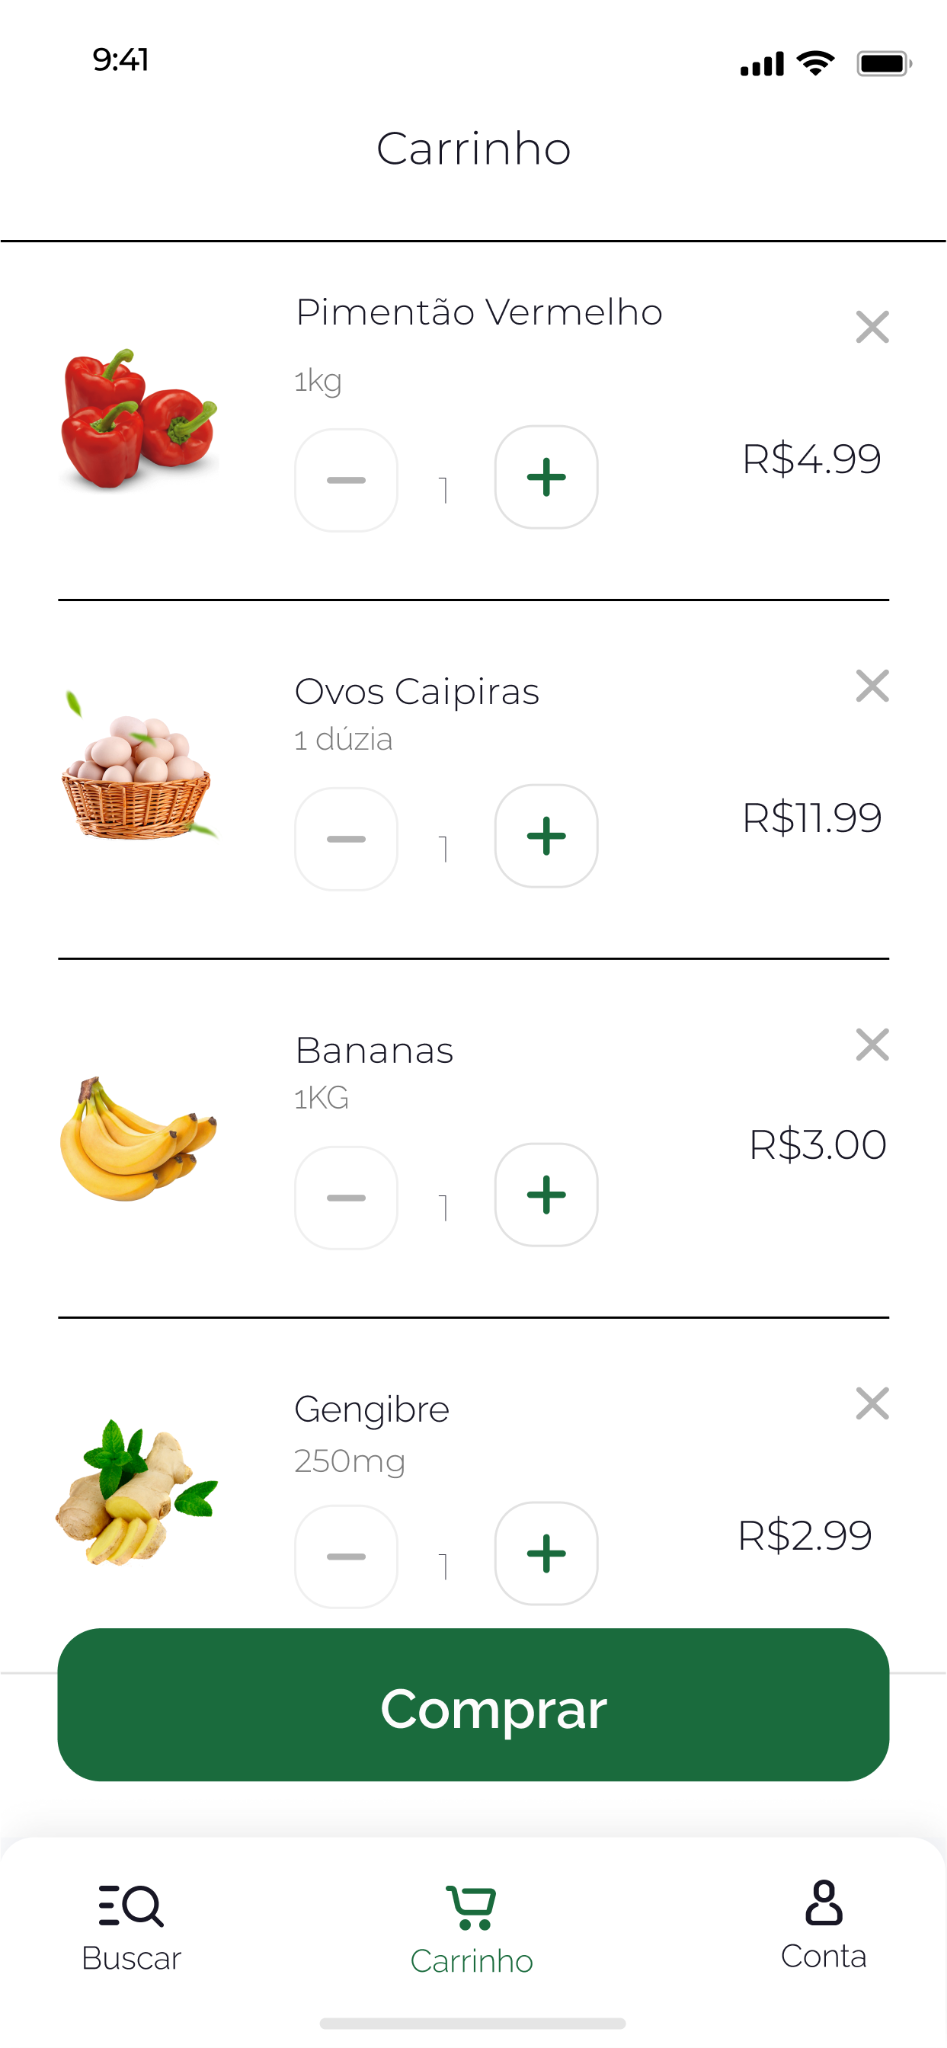 9:41
Carrinho
Pimentão Vermelho
1kg
1
R$4.99
Ovos Caipiras
1 dúzia
1
R$11.99
Bananas
1KG
1
R$3.00
Gengibre
250mg
1
R$2.99
Comprar
Buscar
Carrinho
Conta